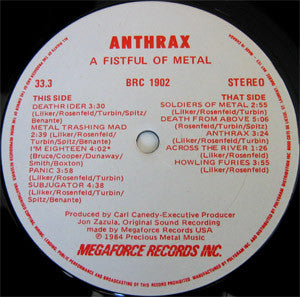 ANTHRAX
A FISTFUL OF METAL
33.3
BRC 1902
STEREO
THIS SIDE
DEATHRIDER 3:30
(Lilker/Rosenfeld/Turbin/Spitz/
Benante)
METAL TRASHING MAD
2:39 (Lilker/Rosenfeld/
Turbin/Spitz/Benante)
I'M EIGHTEEN 4:02*
(Bruce/Cooper/Dunaway/
Smith/Boxton)
PANIC 3:58
(Lilker/Rosenfeld/Turbin)
SUBJUGATOR 4:38
(Lilker/Rosenfeld/Turbin/
Spitz/Benante)
THAT SIDE
SOLDIERS OF METAL 2:55
(Lilker/Rosenfeld/Turbin)
DEATH FROM ABOVE 5:00
(Lilker/Rosenfeld/Turbin/Spitz)
ANTHRAX 3:24
(Lilker/Rosenfeld/Turbin)
ACROSS THE RIVER 1:26
(Lilker/Rosenfeld/Turbin)
HOWLING FURIES 3:55
(Lilker/Rosenfeld/Turbin)
Produced by Carl Canedy-Executive Producer
Jon Zazula, Original Sound Recording
made by Megaforce Records USA
℗ 1984 Precious Metal Music
MEGAFORCE RECORDS INC.